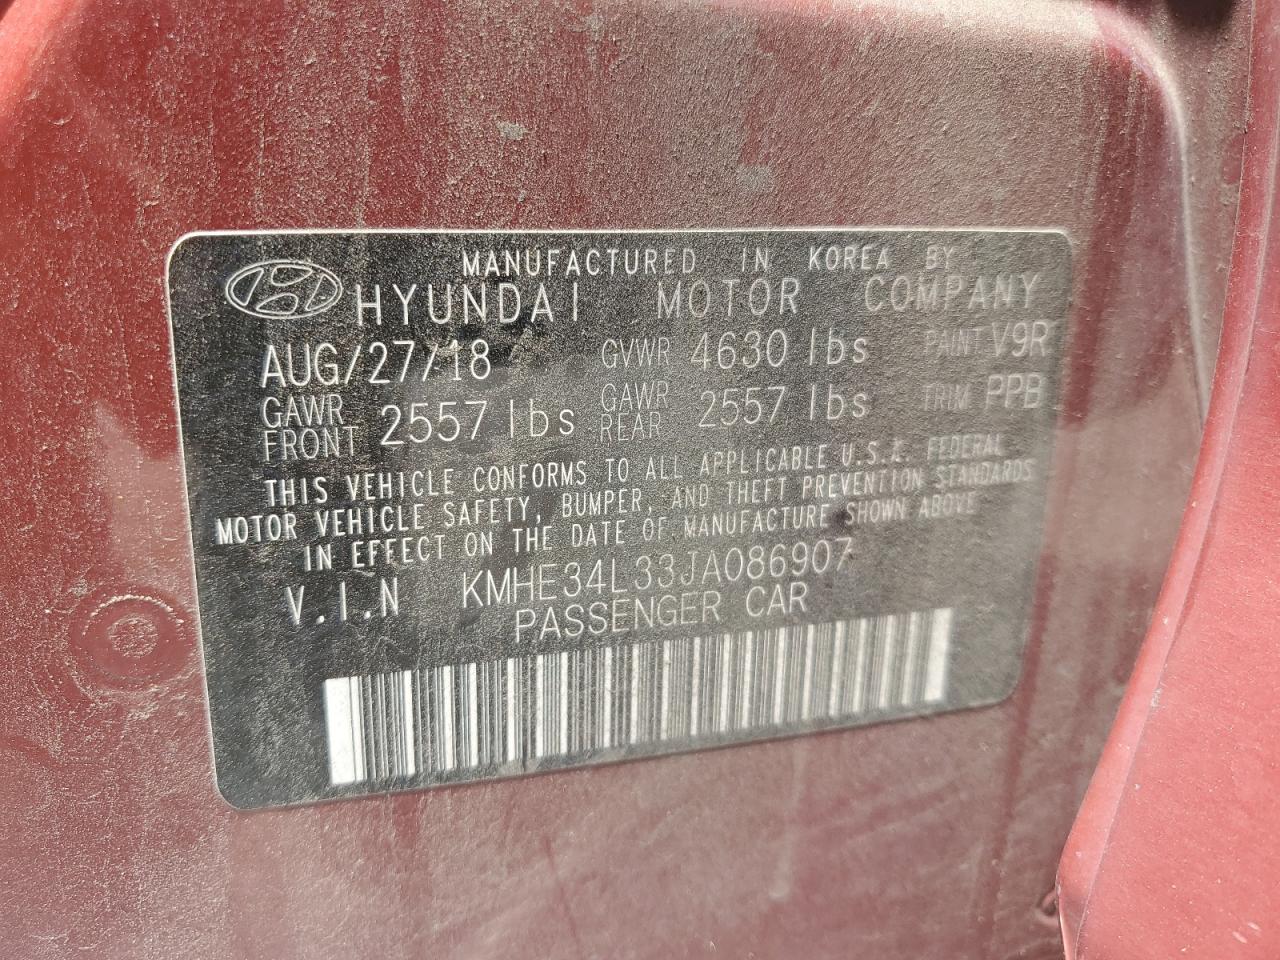 MANUFACTURED IN KOREA BY
HYUNDAI MOTOR COMPANY
AUG/27/18 GVWR 4630 lbs PAINT V9R
GAWR FRONT 2557 lbs GAWR REAR 2557 lbs TRIM PPB
THIS VEHICLE CONFORMS TO ALL APPLICABLE U.S.A. FEDERAL
MOTOR VEHICLE SAFETY, BUMPER, AND THEFT PREVENTION STANDARDS
IN EFFECT ON THE DATE OF MANUFACTURE SHOWN ABOVE
V.I.N KMHE34L33JA086907
PASSENGER CAR